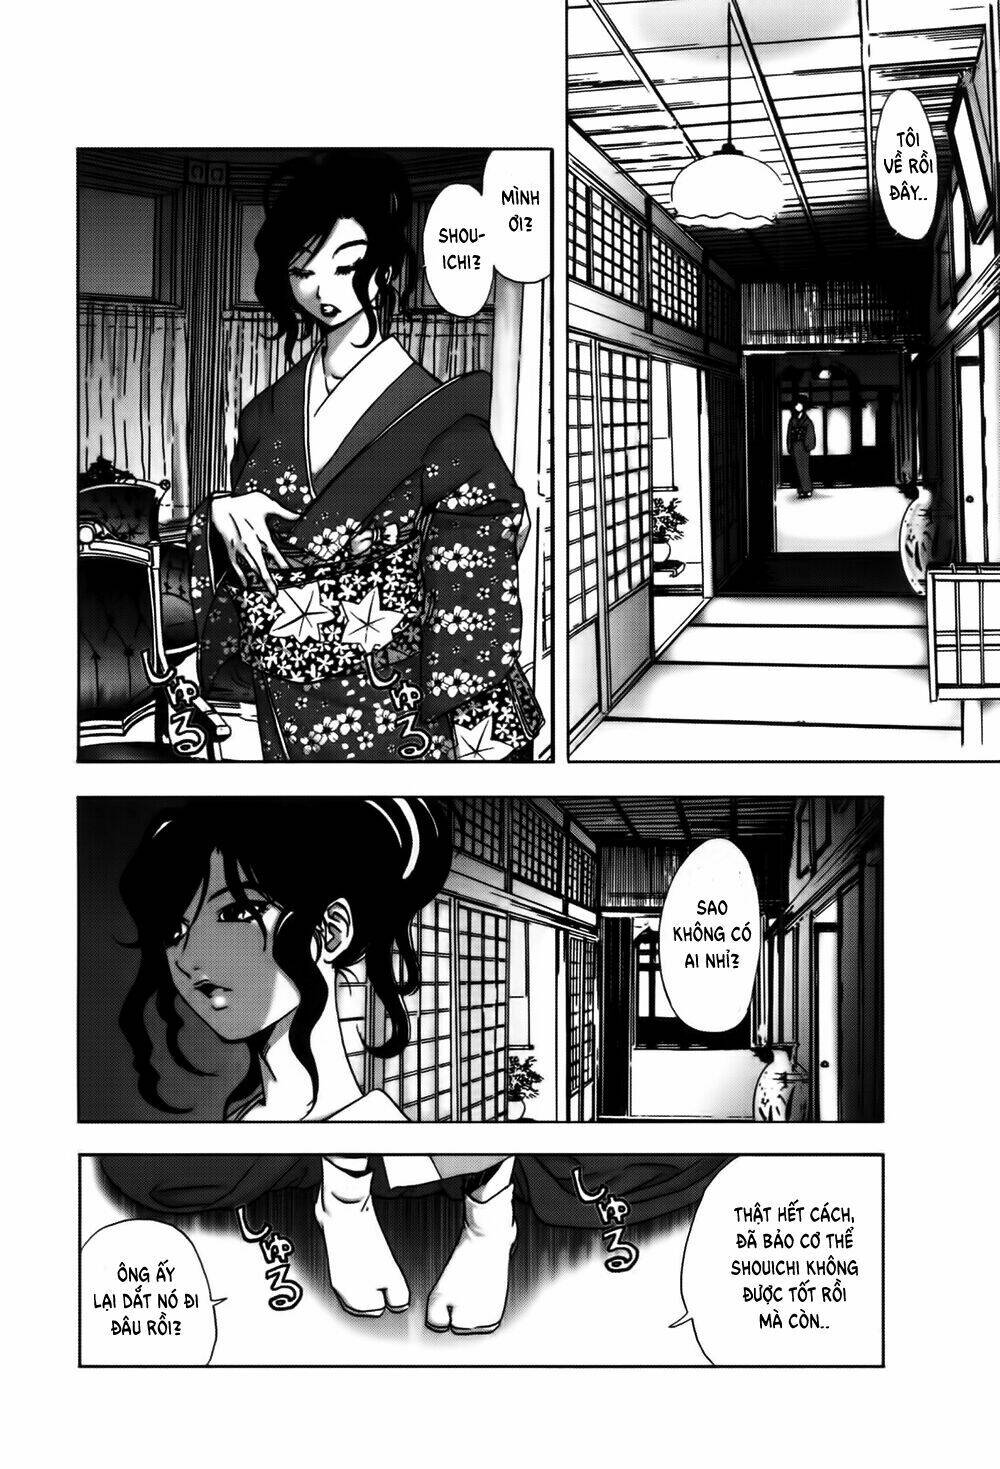 TÔI
VỀ RỒI
ĐÂY..
MÌNH
ƠI?
SHOU-
ICHI?
しゅる
しゅる
SAO
KHÔNG CÓ
AI NHỈ?
THẬT HẾT CÁCH,
ĐÃ BẢO CƠ THỂ
SHOUICHI KHÔNG
ĐƯỢC TỐT RỒI
MÀ CÒN..
しゅる
しゅる
ÔNG ẤY
LẠI DẮT NÓ ĐI
ĐÂU RỒI?